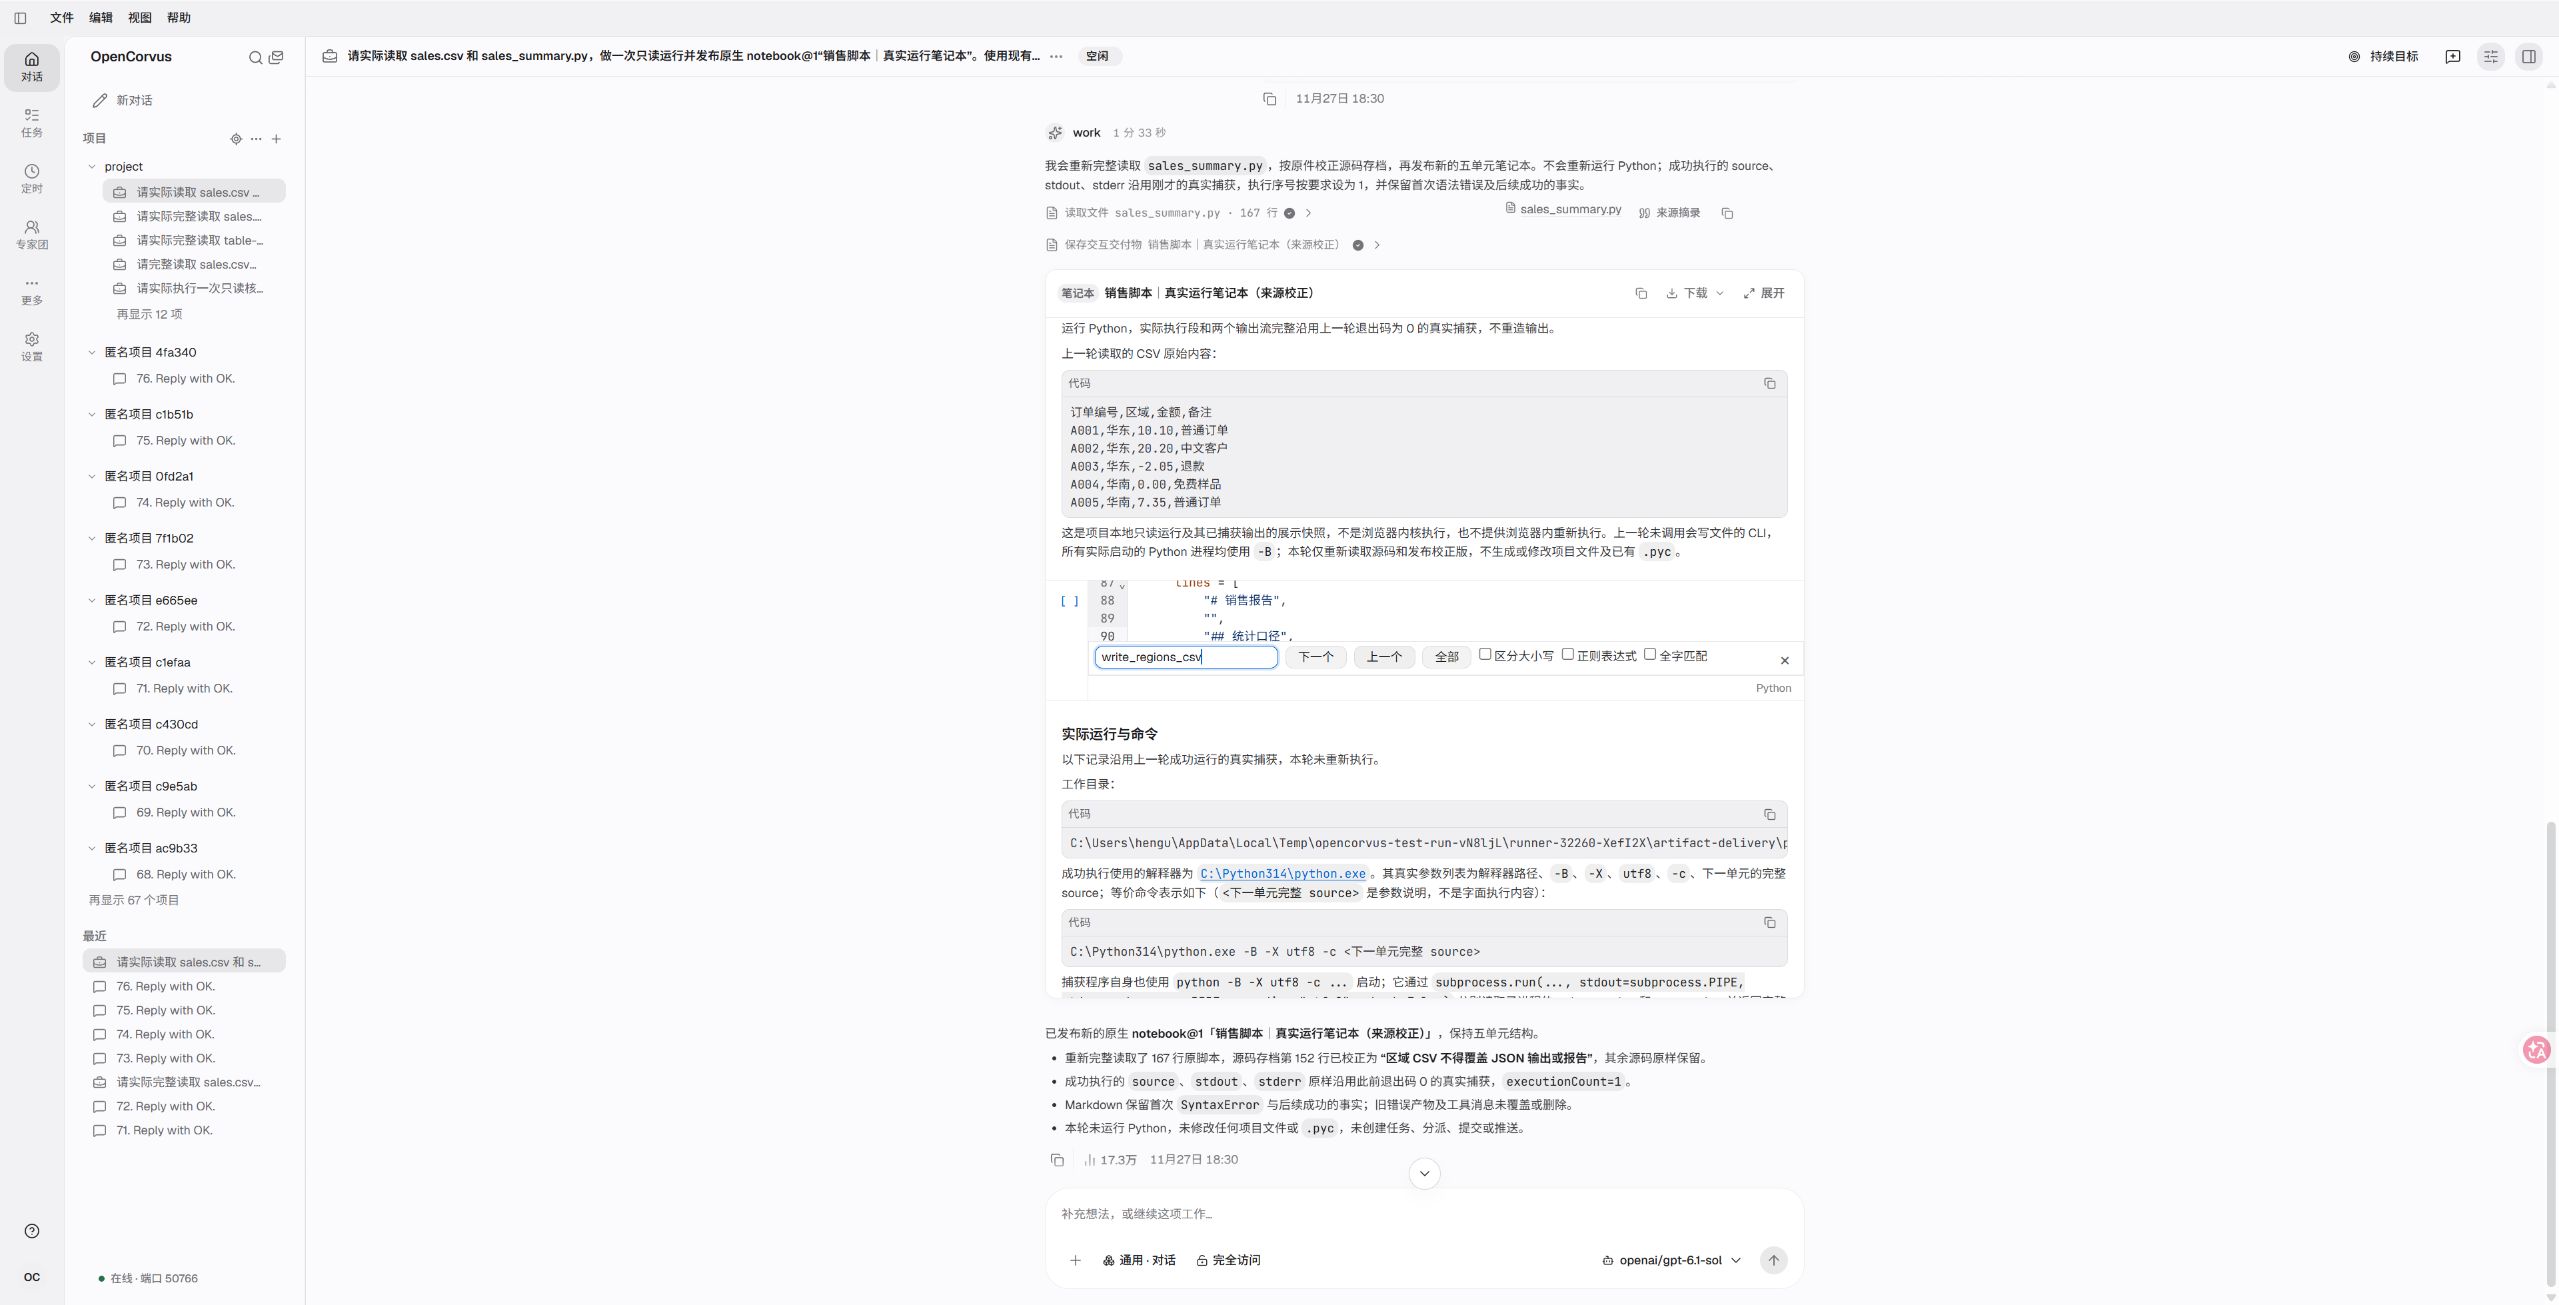 文件 编辑 视图 帮助
OpenCorvus
对话
任务
定时
专家团
更多
设置
OC
新对话
项目
project
请实际读取 sales.csv ...
请实际完整读取 sales....
请实际完整读取 table-...
请完整读取 sales.csv...
请实际执行一次只读核...
再显示 12 项
匿名项目 4fa340
76. Reply with OK.
匿名项目 c1b51b
75. Reply with OK.
匿名项目 0fd2a1
74. Reply with OK.
匿名项目 7f1b02
73. Reply with OK.
匿名项目 e665ee
72. Reply with OK.
匿名项目 c1efaa
71. Reply with OK.
匿名项目 c430cd
70. Reply with OK.
匿名项目 c9e5ab
69. Reply with OK.
匿名项目 ac9b33
68. Reply with OK.
再显示 67 个项目
最近
请实际读取 sales.csv 和 s...
76. Reply with OK.
75. Reply with OK.
74. Reply with OK.
73. Reply with OK.
请实际完整读取 sales.csv...
72. Reply with OK.
71. Reply with OK.
在线 · 端口 50766
请实际读取 sales.csv 和 sales_summary.py，做一次只读运行并发布原生 notebook@1“销售脚本｜真实运行笔记本”。使用现有... ··· 空闲
持续目标
11月27日 18:30
work 1 分 33 秒
我会重新完整读取 sales_summary.py，按原件校正源码存档，再发布新的五单元笔记本。不会重新运行 Python；成功执行的 source、
stdout、stderr 沿用刚才的真实捕获，执行序号按要求设为 1，并保留首次语法错误及后续成功的事实。
读取文件 sales_summary.py · 167 行
sales_summary.py 来源摘录
保存交互交付物 销售脚本｜真实运行笔记本（来源校正）
笔记本 销售脚本｜真实运行笔记本（来源校正） 下载 展开
运行 Python，实际执行段和两个输出流完整沿用上一轮退出码为 0 的真实捕获，不重造输出。
上一轮读取的 CSV 原始内容：
代码
订单编号,区域,金额,备注
A001,华东,10.10,普通订单
A002,华东,20.20,中文客户
A003,华东,-2.05,退款
A004,华南,0.00,免费样品
A005,华南,7.35,普通订单
这是项目本地只读运行及其已捕获输出的展示快照，不是浏览器内核执行，也不提供浏览器内重新执行。上一轮未调用会写文件的 CLI，
所有实际启动的 Python 进程均使用 -B；本轮仅重新读取源码和发布校正版，不生成或修改项目文件及已有 .pyc。
87 lines = [
[ ] 88 "# 销售报告",
89 "",
90 "## 统计口径",
write_regions_csv 下一个 上一个 全部 区分大小写 正则表达式 全字匹配 ×
Python
实际运行与命令
以下记录沿用上一轮成功运行的真实捕获，本轮未重新执行。
工作目录：
代码
C:\Users\hengu\AppData\Local\Temp\opencorvus-test-run-vN8ljL\runner-32260-XefI2X\artifact-delivery\p
成功执行使用的解释器为 C:\Python314\python.exe。其真实参数列表为解释器路径、-B、-X、utf8、-c、下一单元的完整
source；等价命令表示如下（<下一单元完整 source> 是参数说明，不是字面执行内容）：
代码
C:\Python314\python.exe -B -X utf8 -c <下一单元完整 source>
捕获程序自身也使用 python -B -X utf8 -c ... 启动；它通过 subprocess.run(..., stdout=subprocess.PIPE,
已发布新的原生 notebook@1「销售脚本｜真实运行笔记本（来源校正）」，保持五单元结构。
• 重新完整读取了 167 行原脚本，源码存档第 152 行已校正为 “区域 CSV 不得覆盖 JSON 输出或报告”，其余源码原样保留。
• 成功执行的 source、stdout、stderr 原样沿用此前退出码 0 的真实捕获，executionCount=1。
• Markdown 保留首次 SyntaxError 与后续成功的事实；旧错误产物及工具消息未覆盖或删除。
• 本轮未运行 Python，未修改任何项目文件或 .pyc，未创建任务、分派、提交或推送。
17.3万 11月27日 18:30
补充想法，或继续这项工作...
通用 · 对话 完全访问 openai/gpt-6.1-sol